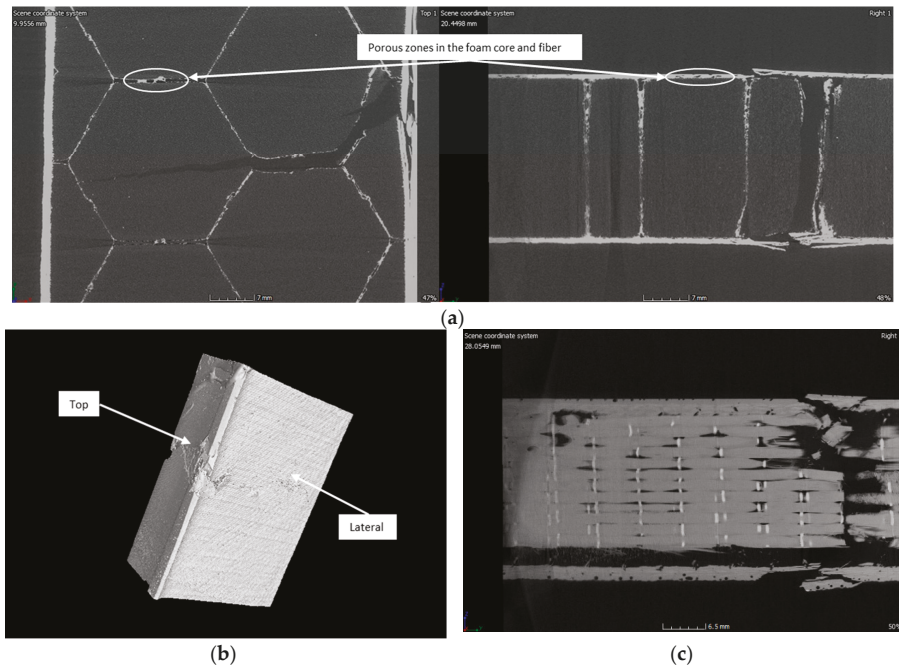 Scene coordinate system
9.9556 mm
Top 1
Scene coordinate system
20.4498 mm
Right 1
Porous zones in the foam core and fiber
7 mm
47%
7 mm
48%
(a)
Top
Lateral
(b)
Scene coordinate system
28.0549 mm
Right
6.5 mm
50%
(c)